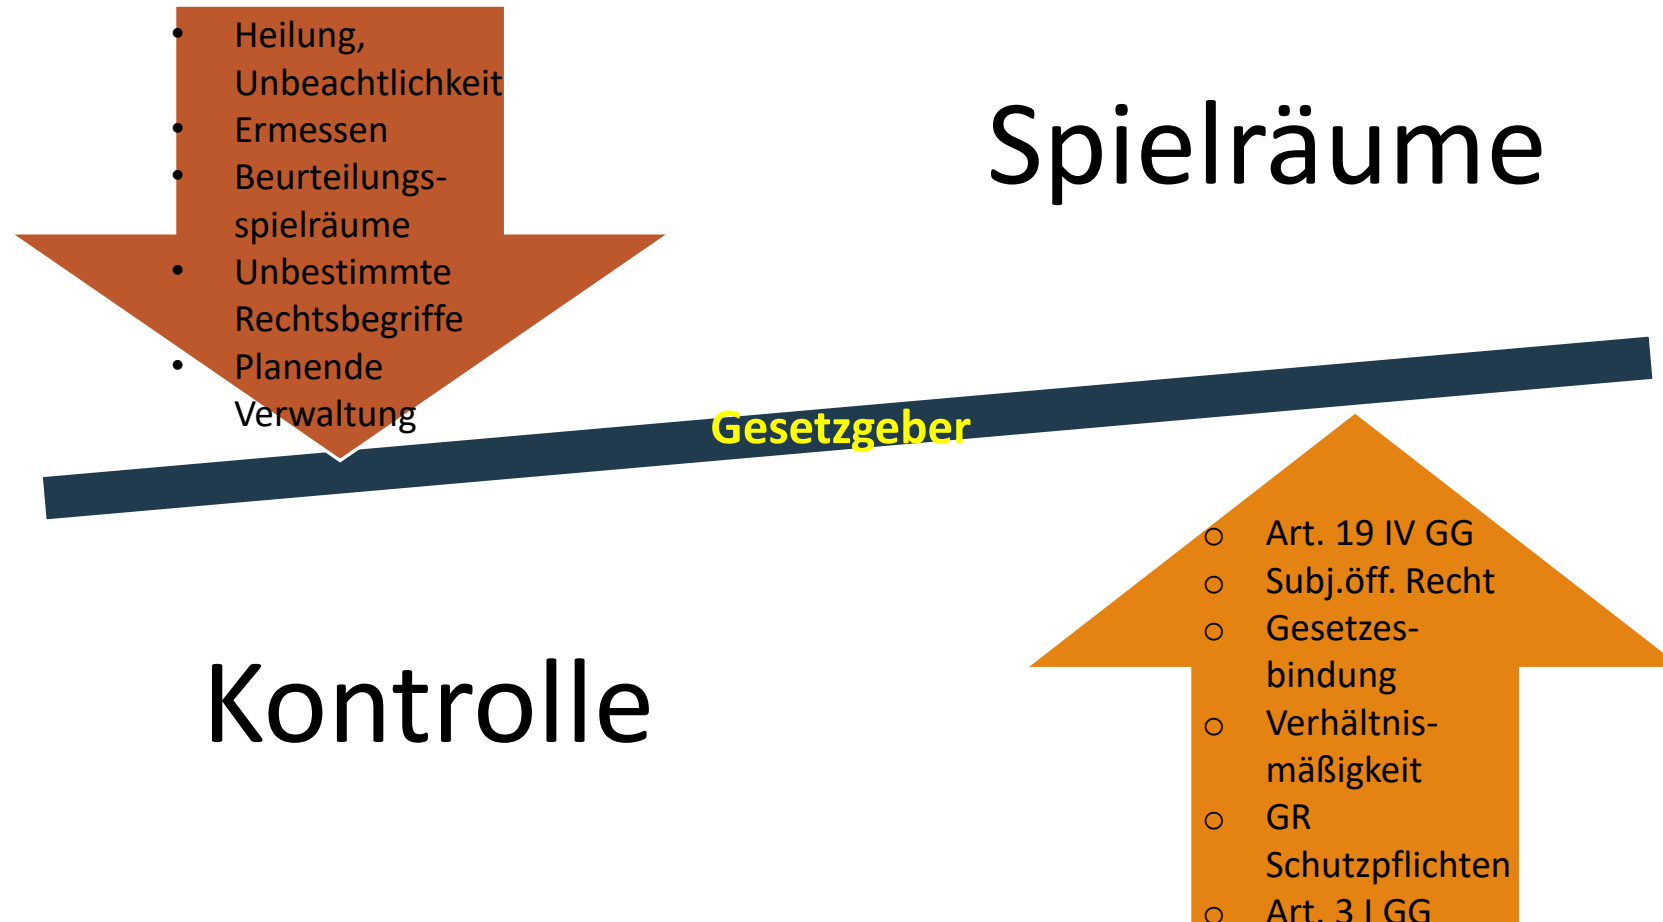 • Heilung,
Unbeachtlichkeit
• Ermessen
• Beurteilungs-
spielräume
• Unbestimmte
Rechtsbegriffe
• Planende
Verwaltung
Spielräume
Gesetzgeber
Kontrolle
o Art. 19 IV GG
o Subj.öff. Recht
o Gesetzes-
bindung
o Verhältnis-
mäßigkeit
o GR
Schutzpflichten
o Art. 3 I GG